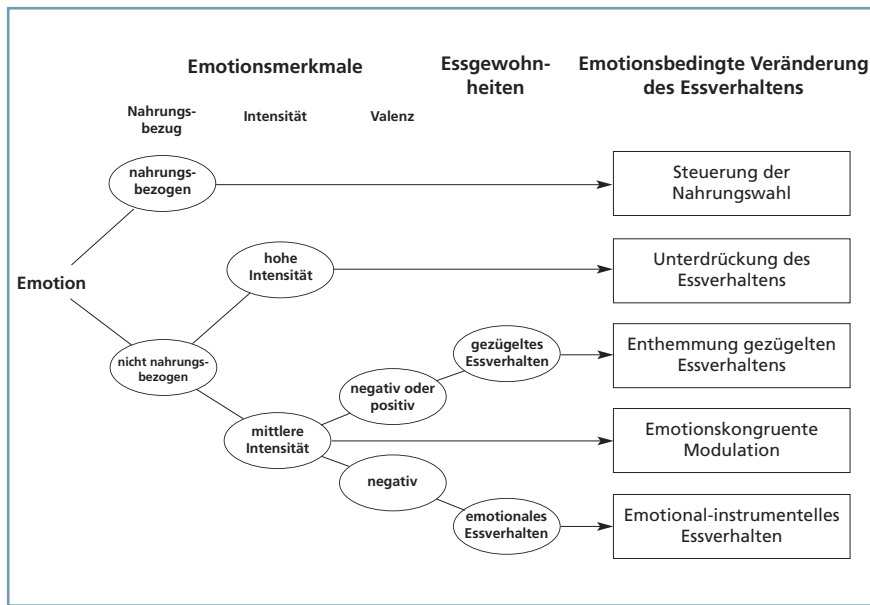 Emotionsmerkmale
Essgewohn-
heiten
Emotionsbedingte Veränderung
des Essverhaltens
Nahrungs-
bezug
Intensität
Valenz
nahrungs-
bezogen
Steuerung der
Nahrungswahl
hohe
Intensität
Unterdrückung des
Essverhaltens
Emotion
nicht nahrungs-
bezogen
gezügeltes
Essverhalten
Enthemmung gezügelten
Essverhaltens
negativ oder
positiv
mittlere
Intensität
Emotionskongruente
Modulation
negativ
emotionales
Essverhalten
Emotional-instrumentelles
Essverhalten